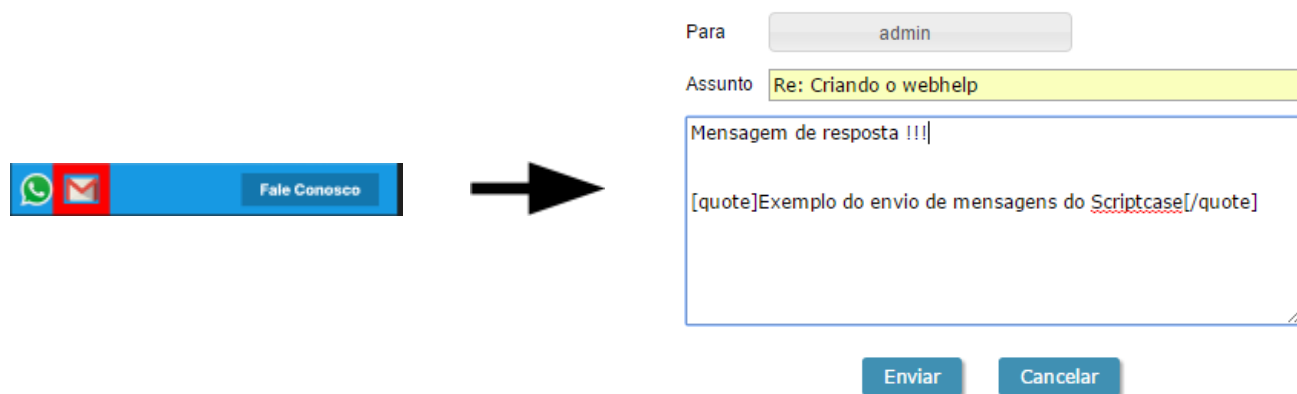 Fale Conosco
Para admin
Assunto Re: Criando o webhelp
Mensagem de resposta !!!
[quote]Exemplo do envio de mensagens do Scriptcase[/quote]
Enviar Cancelar